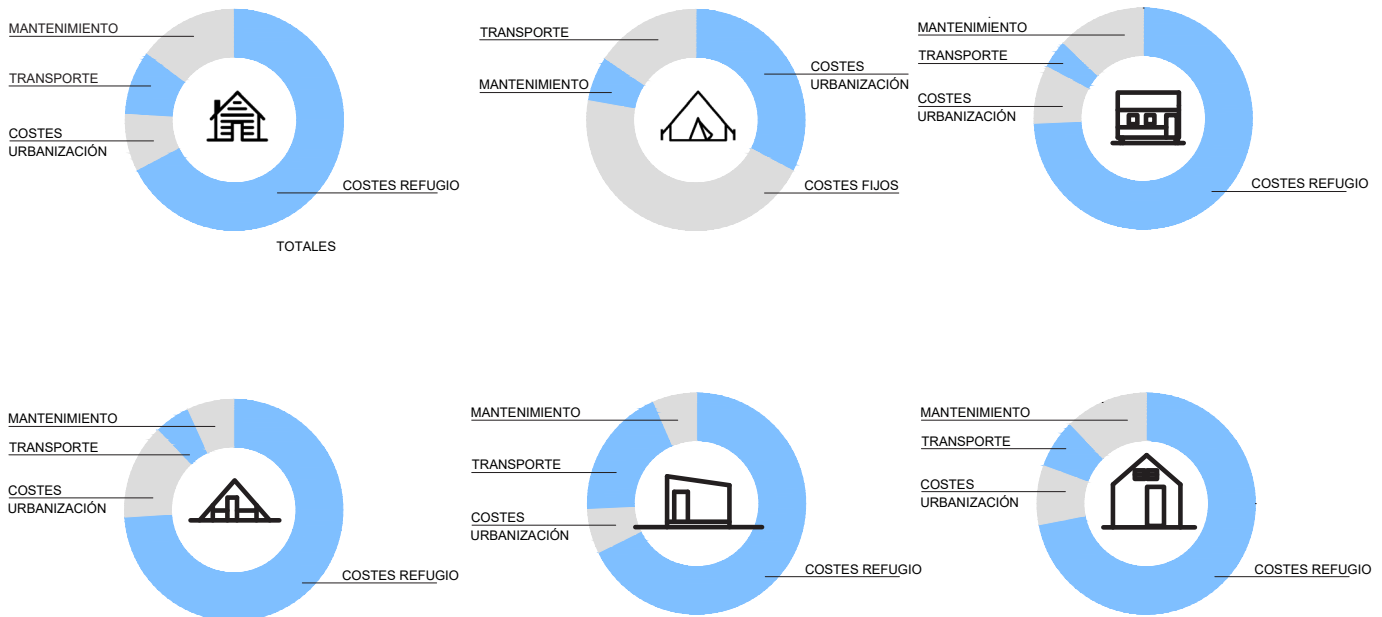 MANTENIMIENTO
TRANSPORTE
COSTES
URBANIZACIÓN
COSTES REFUGIO
TOTALES
TRANSPORTE
MANTENIMIENTO
COSTES
URBANIZACIÓN
COSTES FIJOS
MANTENIMIENTO
TRANSPORTE
COSTES
URBANIZACIÓN
COSTES REFUGIO
MANTENIMIENTO
TRANSPORTE
COSTES
URBANIZACIÓN
COSTES REFUGIO
MANTENIMIENTO
TRANSPORTE
COSTES
URBANIZACIÓN
COSTES REFUGIO
MANTENIMIENTO
TRANSPORTE
COSTES
URBANIZACIÓN
COSTES REFUGIO